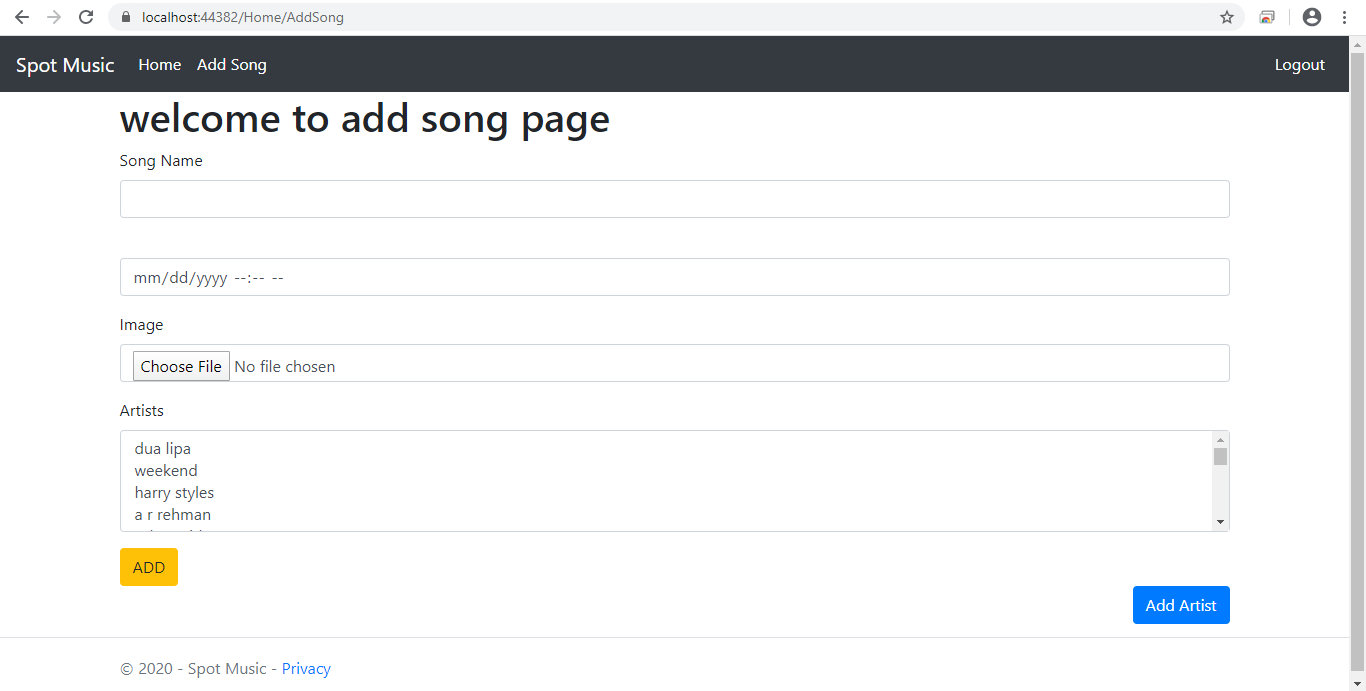 localhost:44382/Home/AddSong
Spot Music Home Add Song Logout
welcome to add song page
Song Name
mm/dd/yyyy --:-- --
Image
Choose File No file chosen
Artists
dua lipa
weekend
harry styles
a r rehman
ADD
Add Artist
© 2020 - Spot Music - Privacy